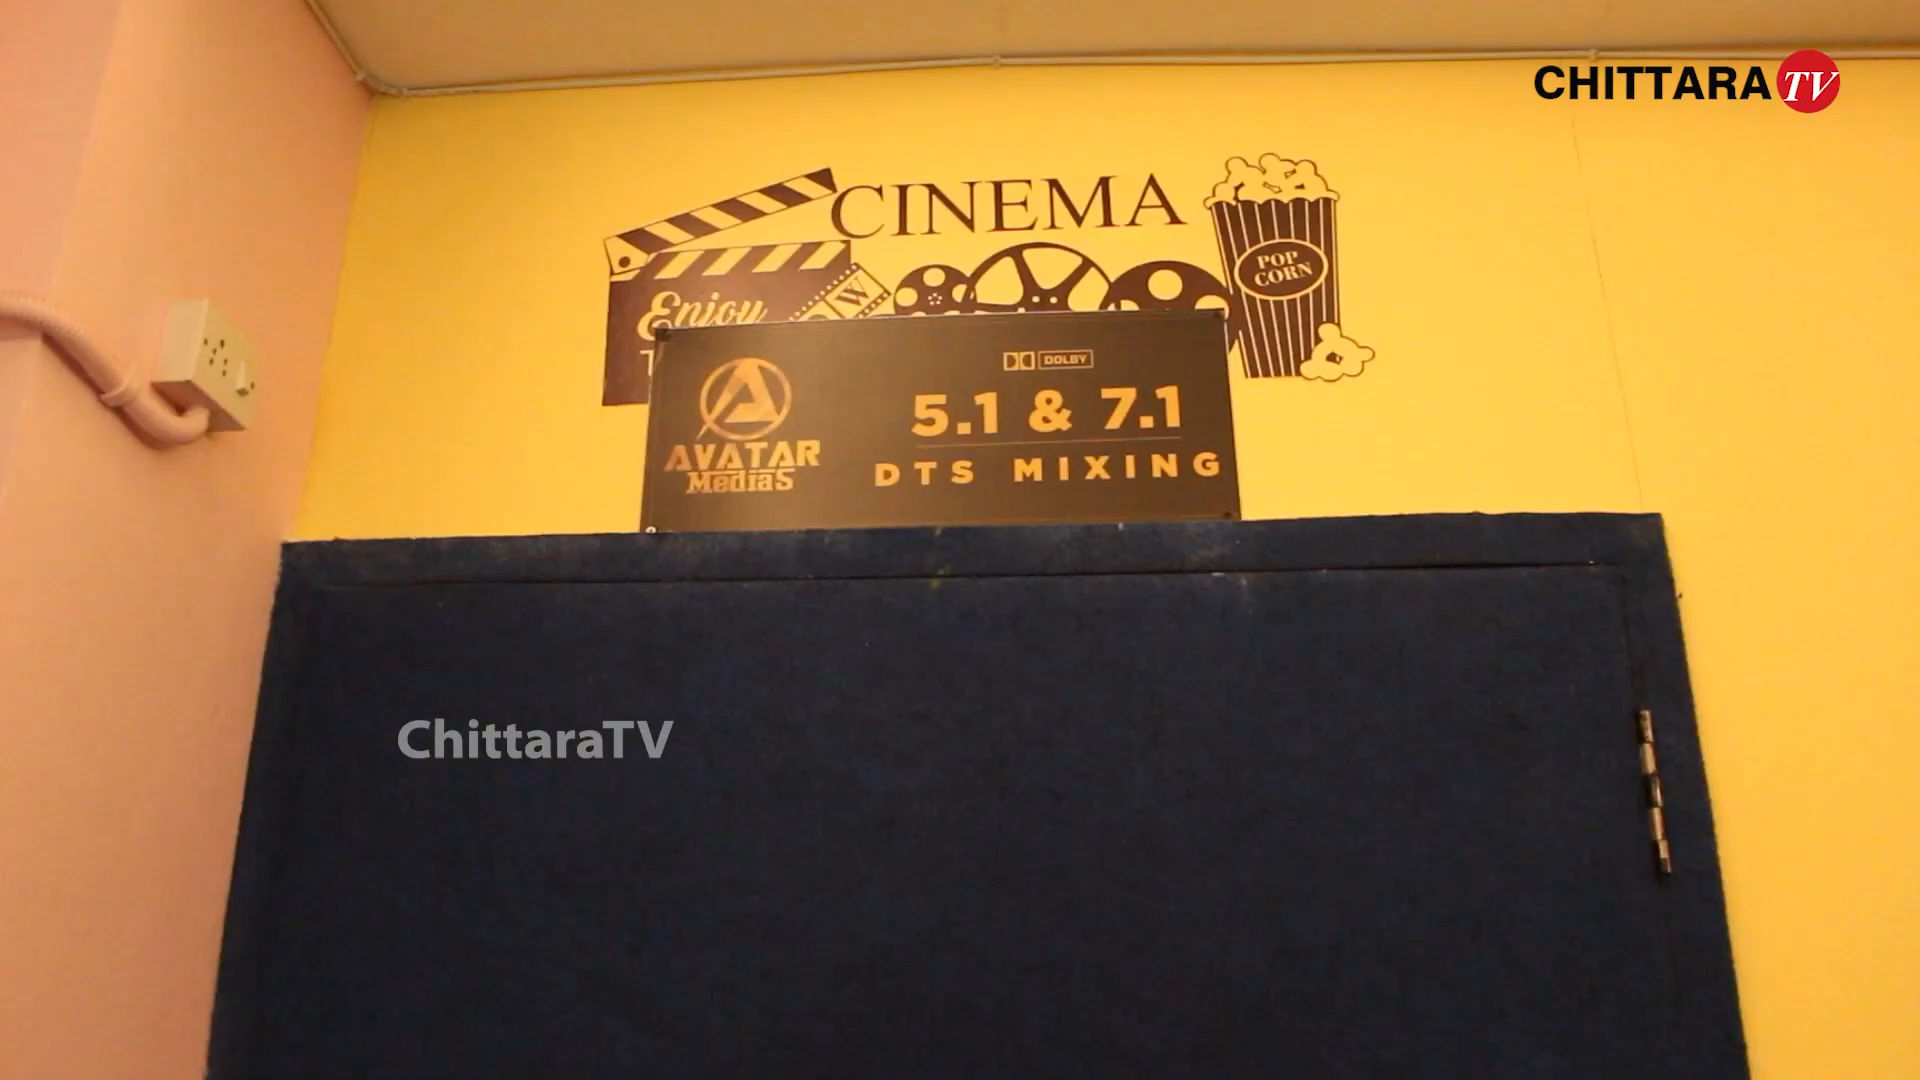 CHITTARA TV
CINEMA
POP
CORN
W
Enjoy
DOLBY
5.1 & 7.1
AVATAR
MediaS
DTS MIXING
ChittaraTV